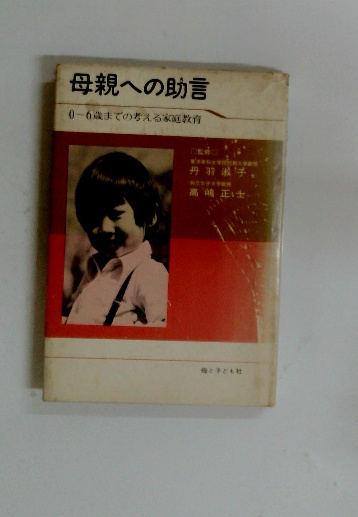 母親への助言
0～6歳までの考える家庭教育
□監修□
丹羽淑子
高嶋正士
母と子ども社